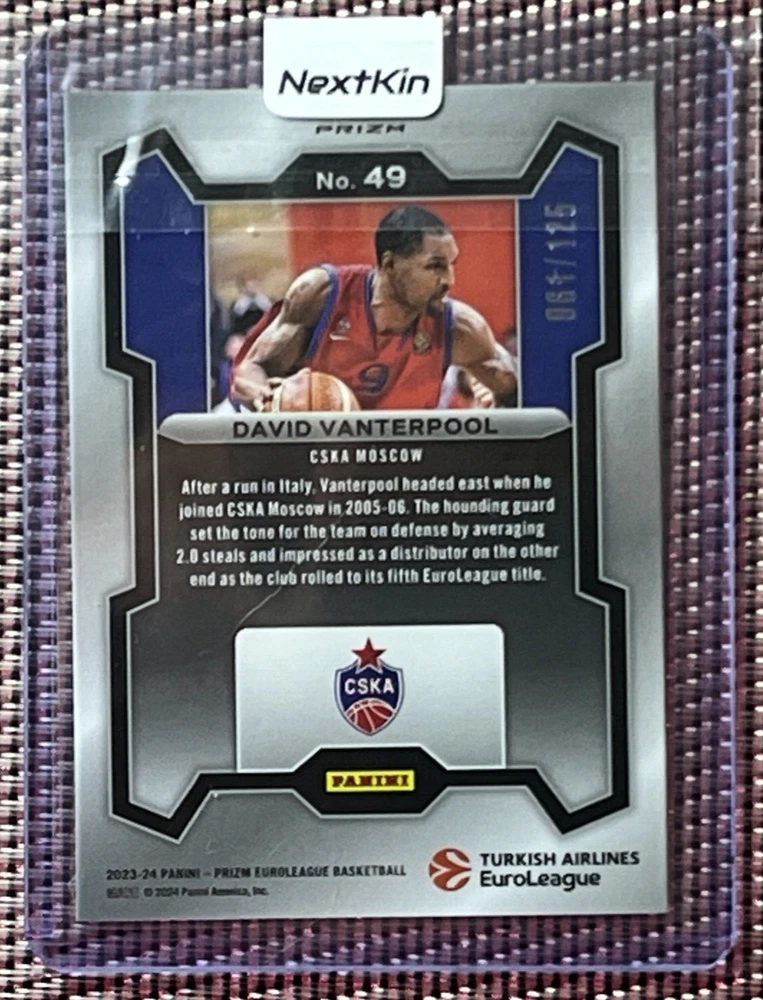 NextKin
PRIZM
No. 49
061/175
9
DAVID VANTERPOOL
CSKA MOSCOW
After a run in Italy, Vanterpool headed east when he
joined CSKA Moscow in 2005-06. The hounding guard
set the tone for the team on defense by averaging
2.0 steals and impressed as a distributor on the other
end as the club rolled to its fifth EuroLeague title.
CSKA
PANINI
2023-24 PANINI – PRIZM EUROLEAGUE BASKETBALL
© 2024 Panini America, Inc.
TURKISH AIRLINES
EuroLeague